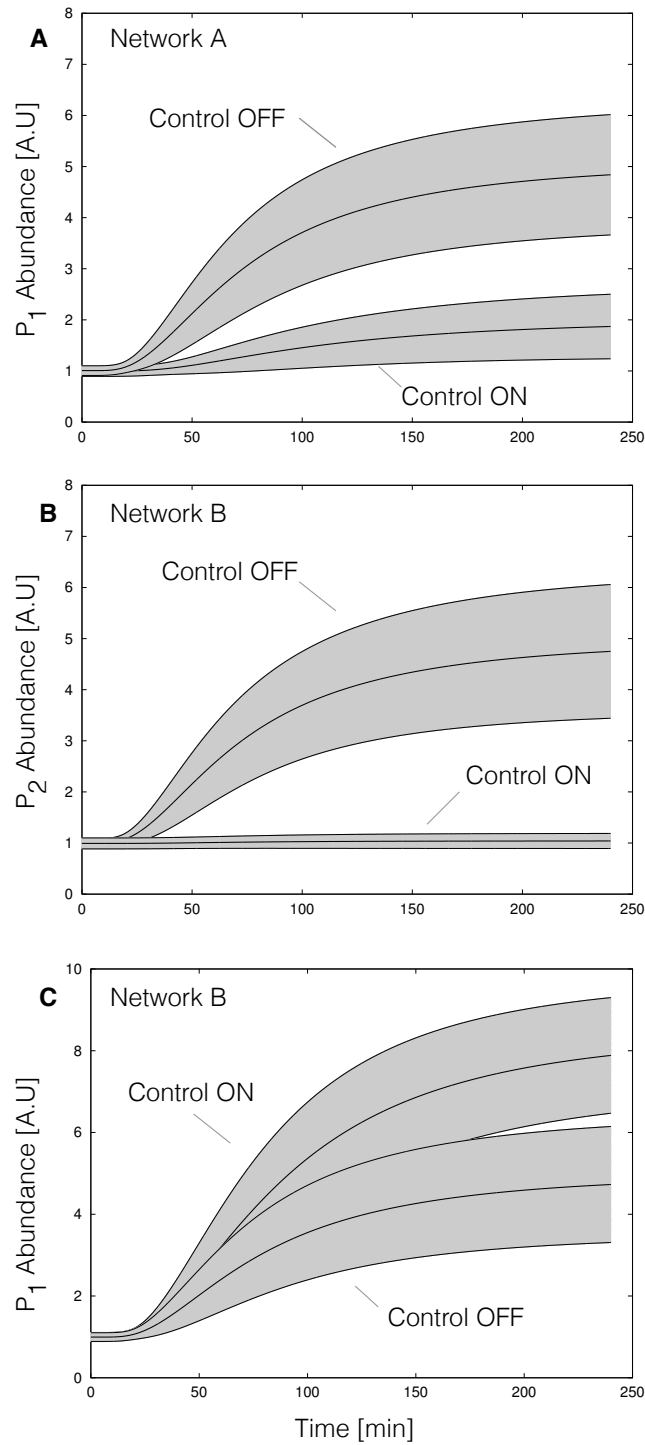 A
Network A
8
7
6
5
4
3
2
1
0
P1 Abundance [A.U]
Control OFF
Control ON
0 50 100 150 200 250
B
Network B
8
7
6
5
4
3
2
1
0
P2 Abundance [A.U]
Control OFF
Control ON
0 50 100 150 200 250
C
Network B
10
8
6
4
2
0
P1 Abundance [A.U]
Control ON
Control OFF
0 50 100 150 200 250
Time [min]